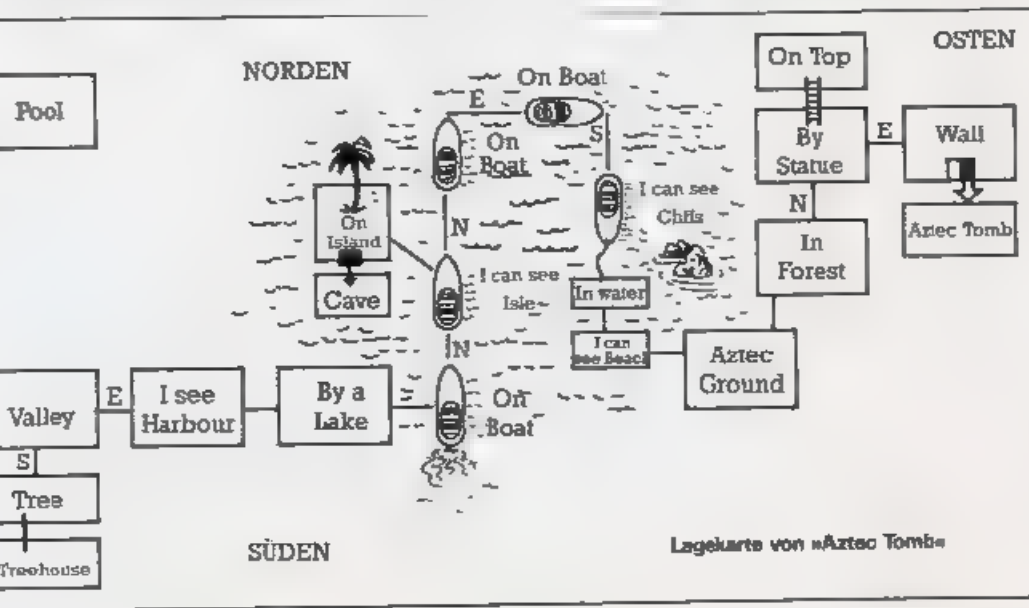 OSTEN
On Top
NORDEN
On Boat
Pool
E
By
Statue
E
Wall
On
Boat
S
I can see
Chris
On
Island
N
N
Aztec Tomb
In
Forest
Cave
I can see
Isle
In water
I can
see Beach
N
Aztec
Ground
Valley
E
I see
Harbour
By a
Lake
On
Boat
S
Tree
Treehouse
SÜDEN
Lagekarte von »Aztec Tomb«